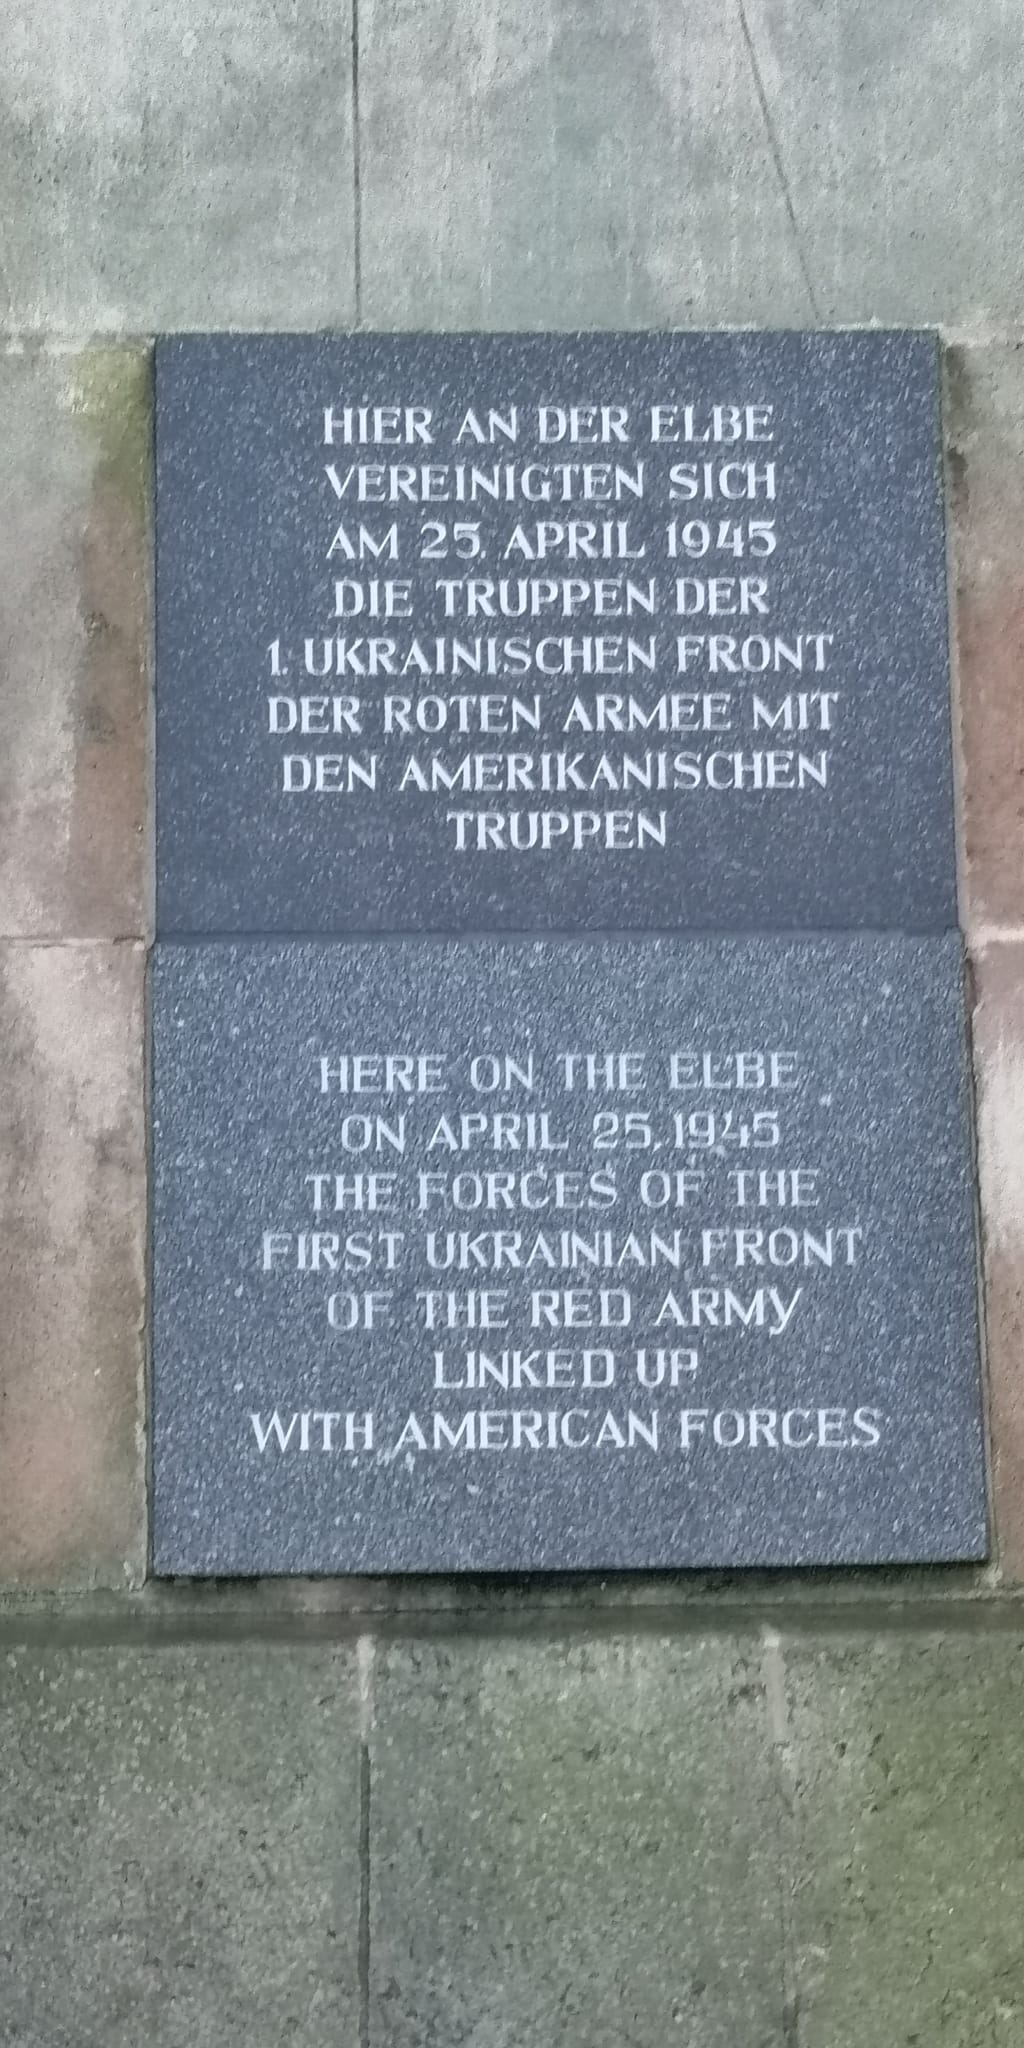 HIER AN DER ELBE
VEREINIGTEN SICH
AM 25. APRIL 1945
DIE TRUPPEN DER
1. UKRAINISCHEN FRONT
DER ROTEN ARMEE MIT
DEN AMERIKANISCHEN
TRUPPEN
HERE ON THE ELBE
ON APRIL 25, 1945
THE FORCES OF THE
FIRST UKRAINIAN FRONT
OF THE RED ARMY
LINKED UP
WITH AMERICAN FORCES